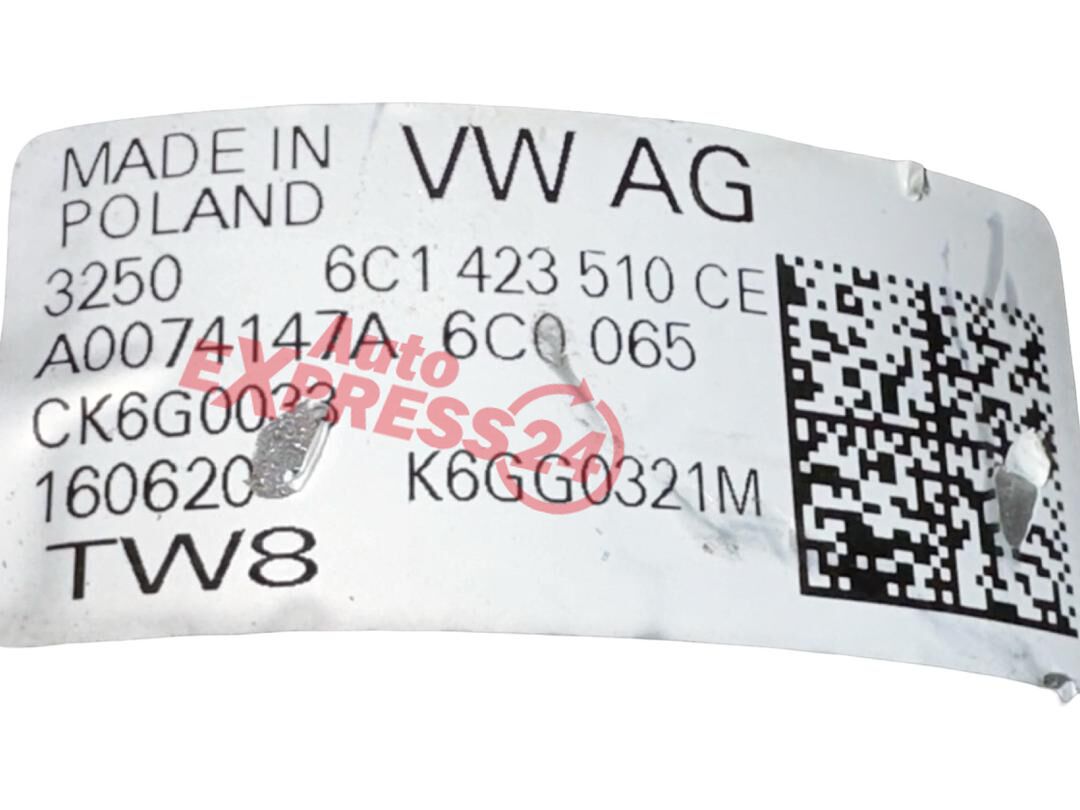 MADE IN
POLAND
VW AG
3250 6C1 423 510 CE
A0074147A 6C0 065
CK6G0033
160620 K6GG0321M
TW8
Auto
EXPRESS24